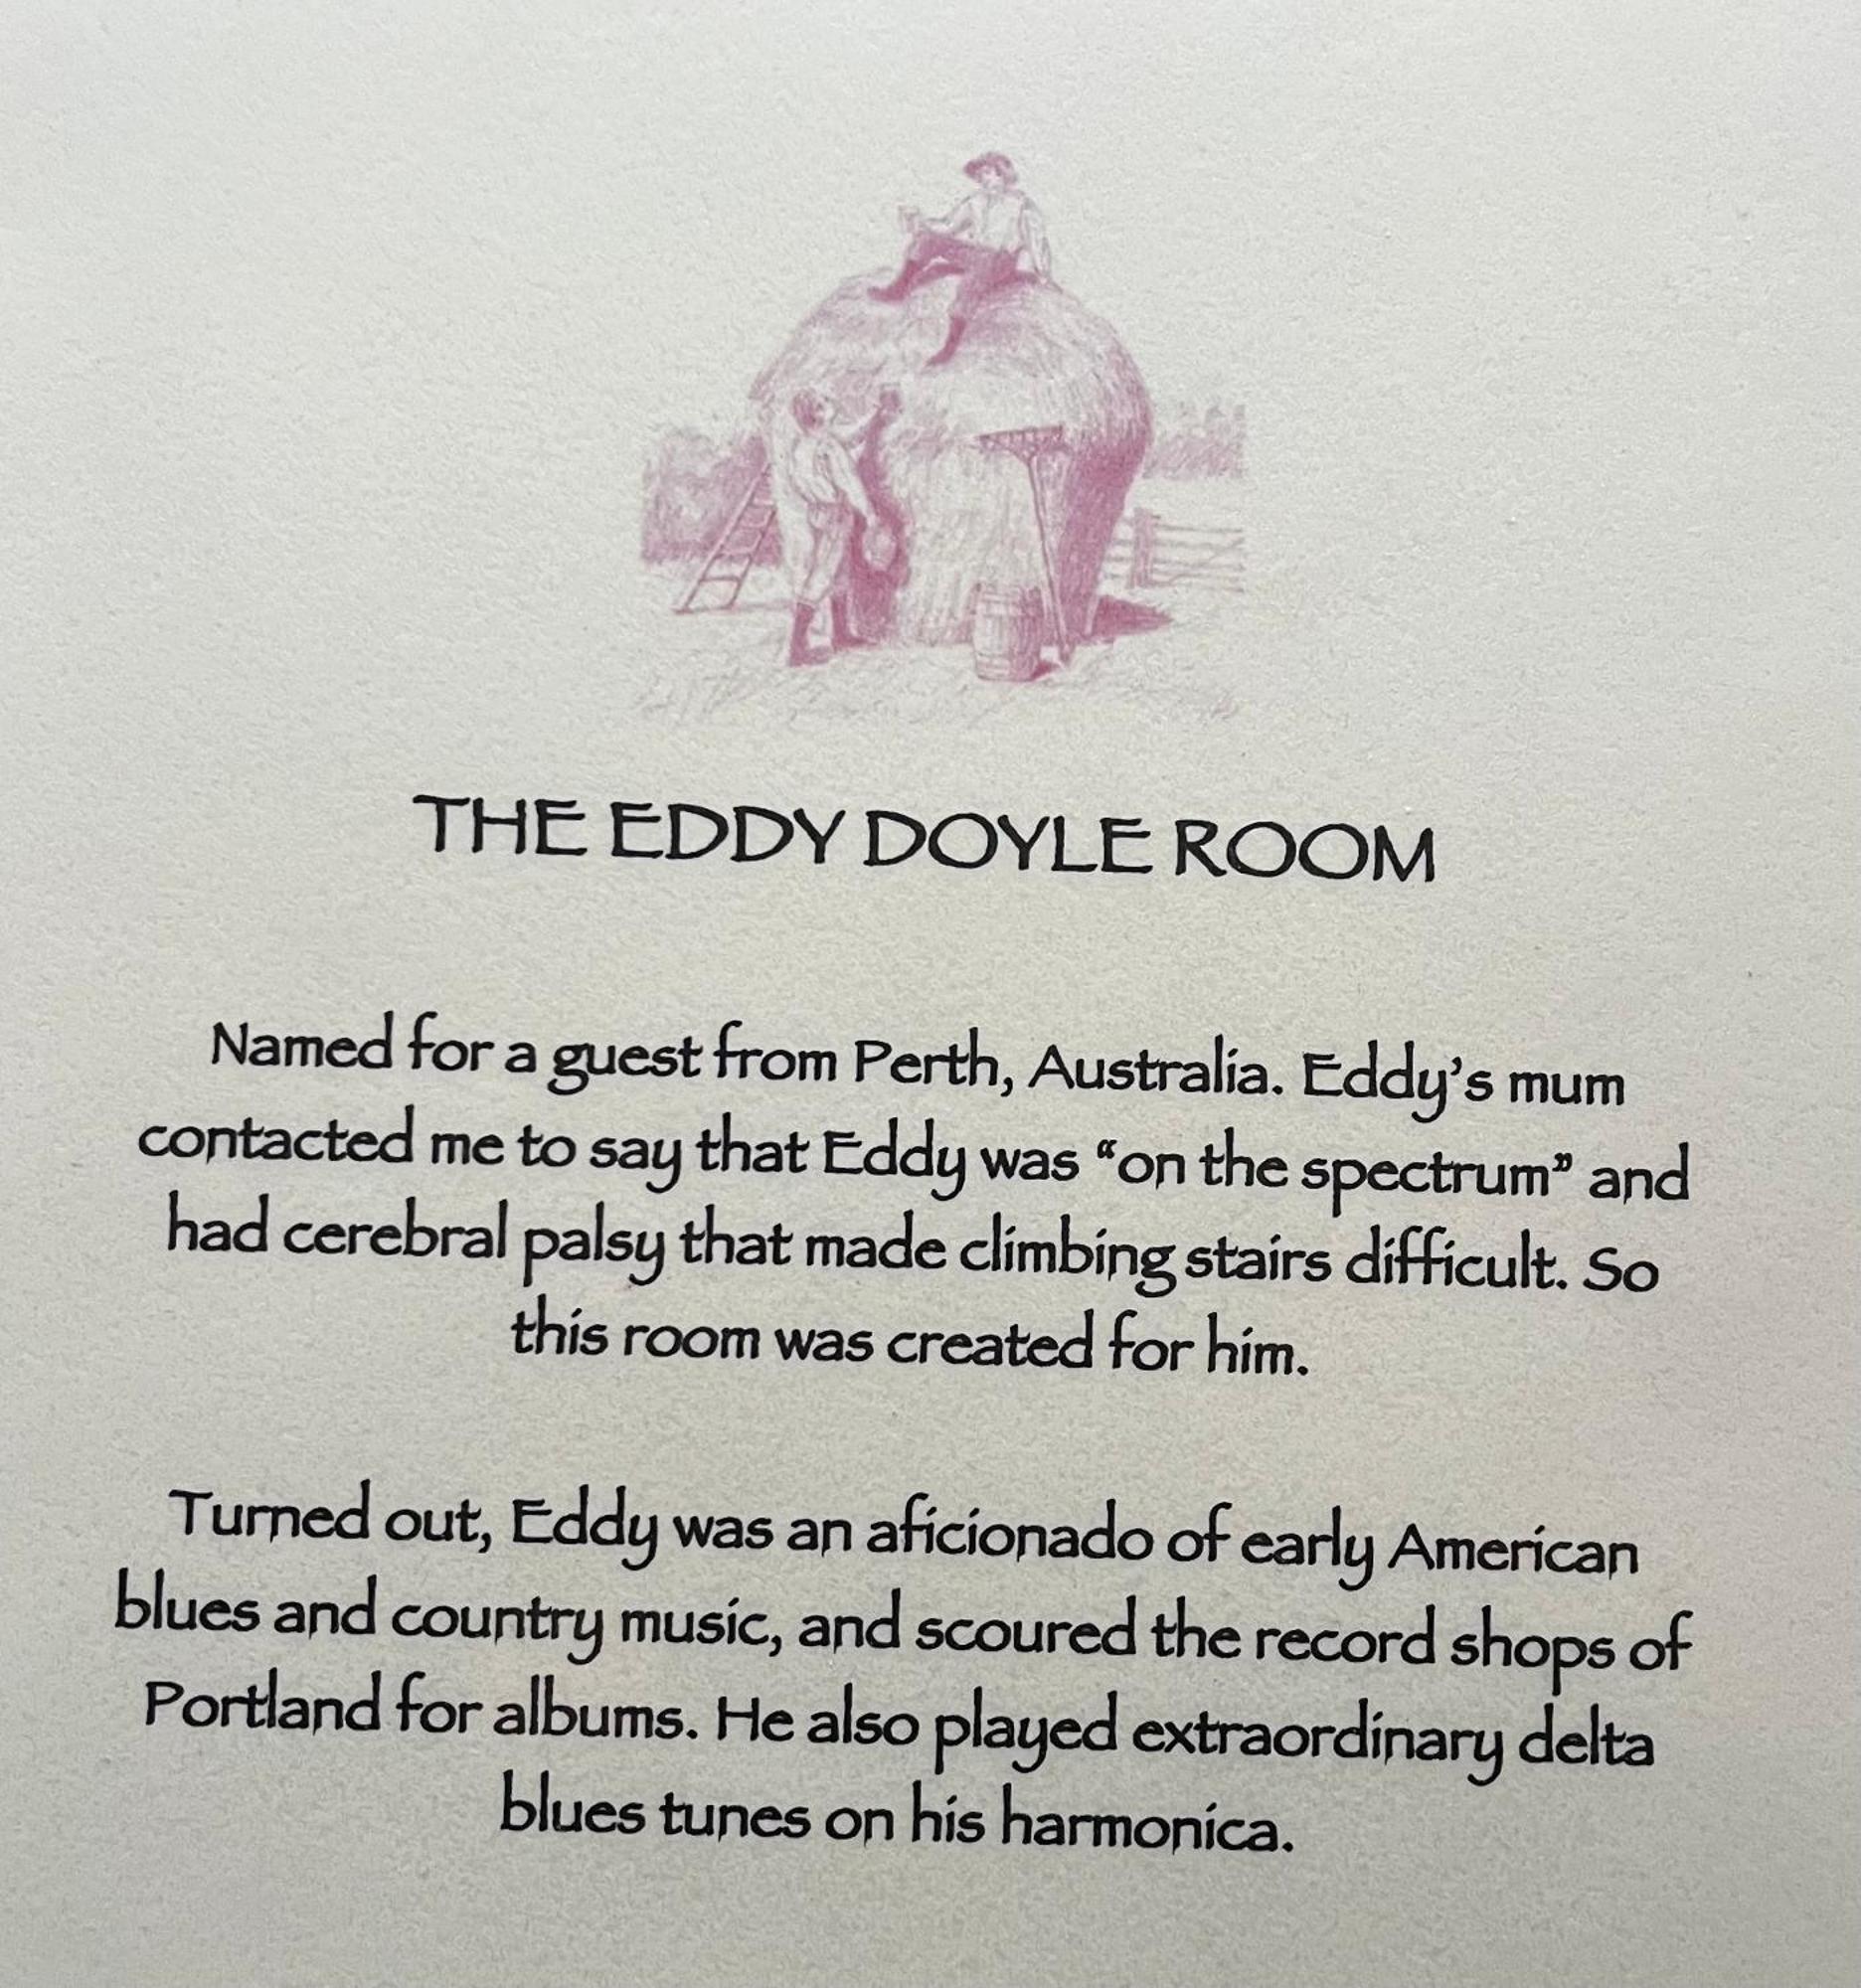 THE EDDY DOYLE ROOM
Named for a guest from Perth, Australia. Eddy's mum
contacted me to say that Eddy was “on the spectrum” and
had cerebral palsy that made climbing stairs difficult. So
this room was created for him.
Turned out, Eddy was an aficionado of early American
blues and country music, and scoured the record shops of
Portland for albums. He also played extraordinary delta
blues tunes on his harmonica.